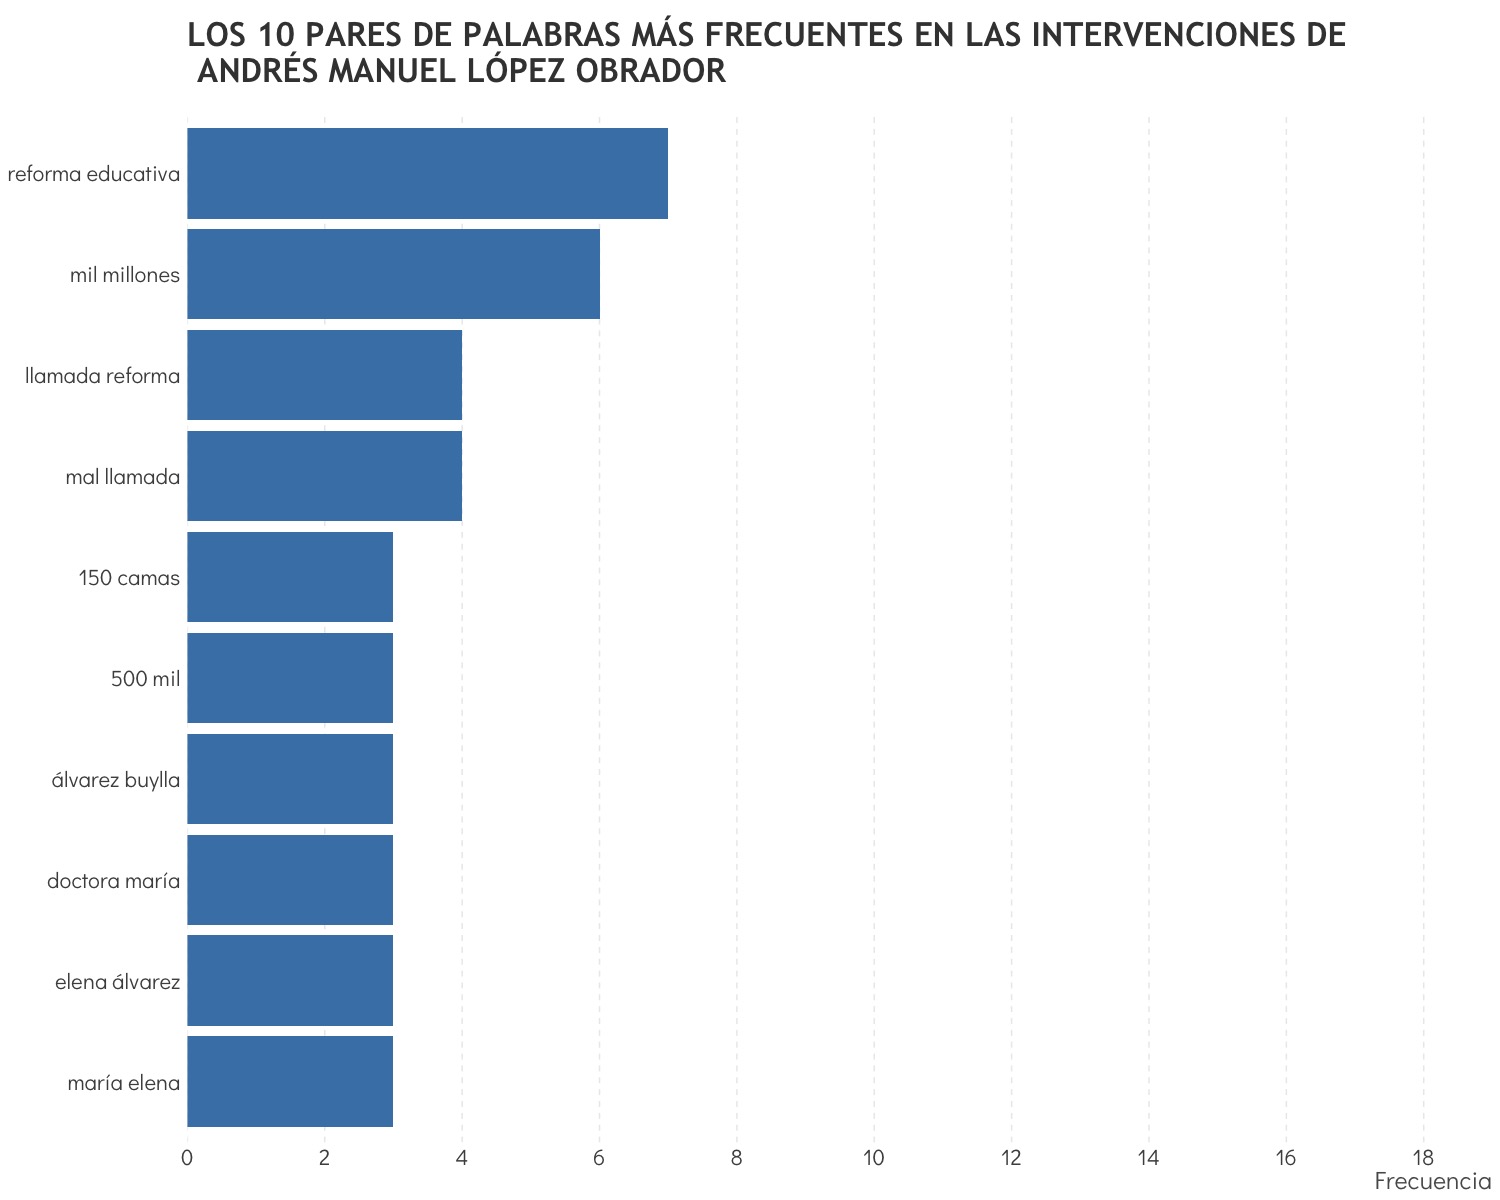 LOS 10 PARES DE PALABRAS MÁS FRECUENTES EN LAS INTERVENCIONES DE
ANDRÉS MANUEL LÓPEZ OBRADOR
reforma educativa
mil millones
llamada reforma
mal llamada
150 camas
500 mil
álvarez buylla
doctora maría
elena álvarez
maría elena
0 2 4 6 8 10 12 14 16 18
Frecuencia